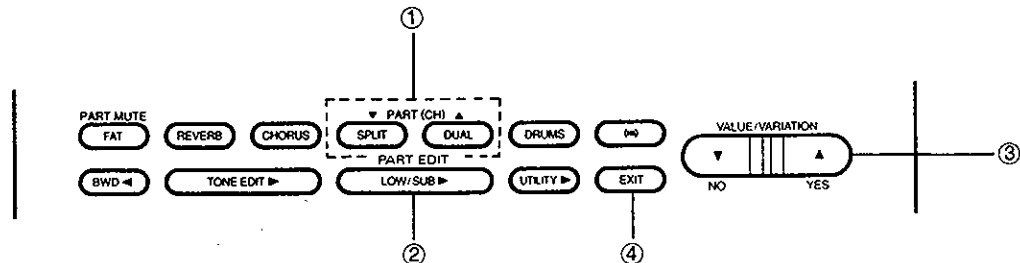 ①
PART MUTE
▼ PART (CH) ▲
VALUE/VARIATION
FAT REVERB CHORUS SPLIT DUAL DRUMS (∞)
▼ ▲ ③
PART EDIT
BWD ◄ TONE EDIT ► LOW/SUB ► UTILITY ► EXIT
NO YES
② ④